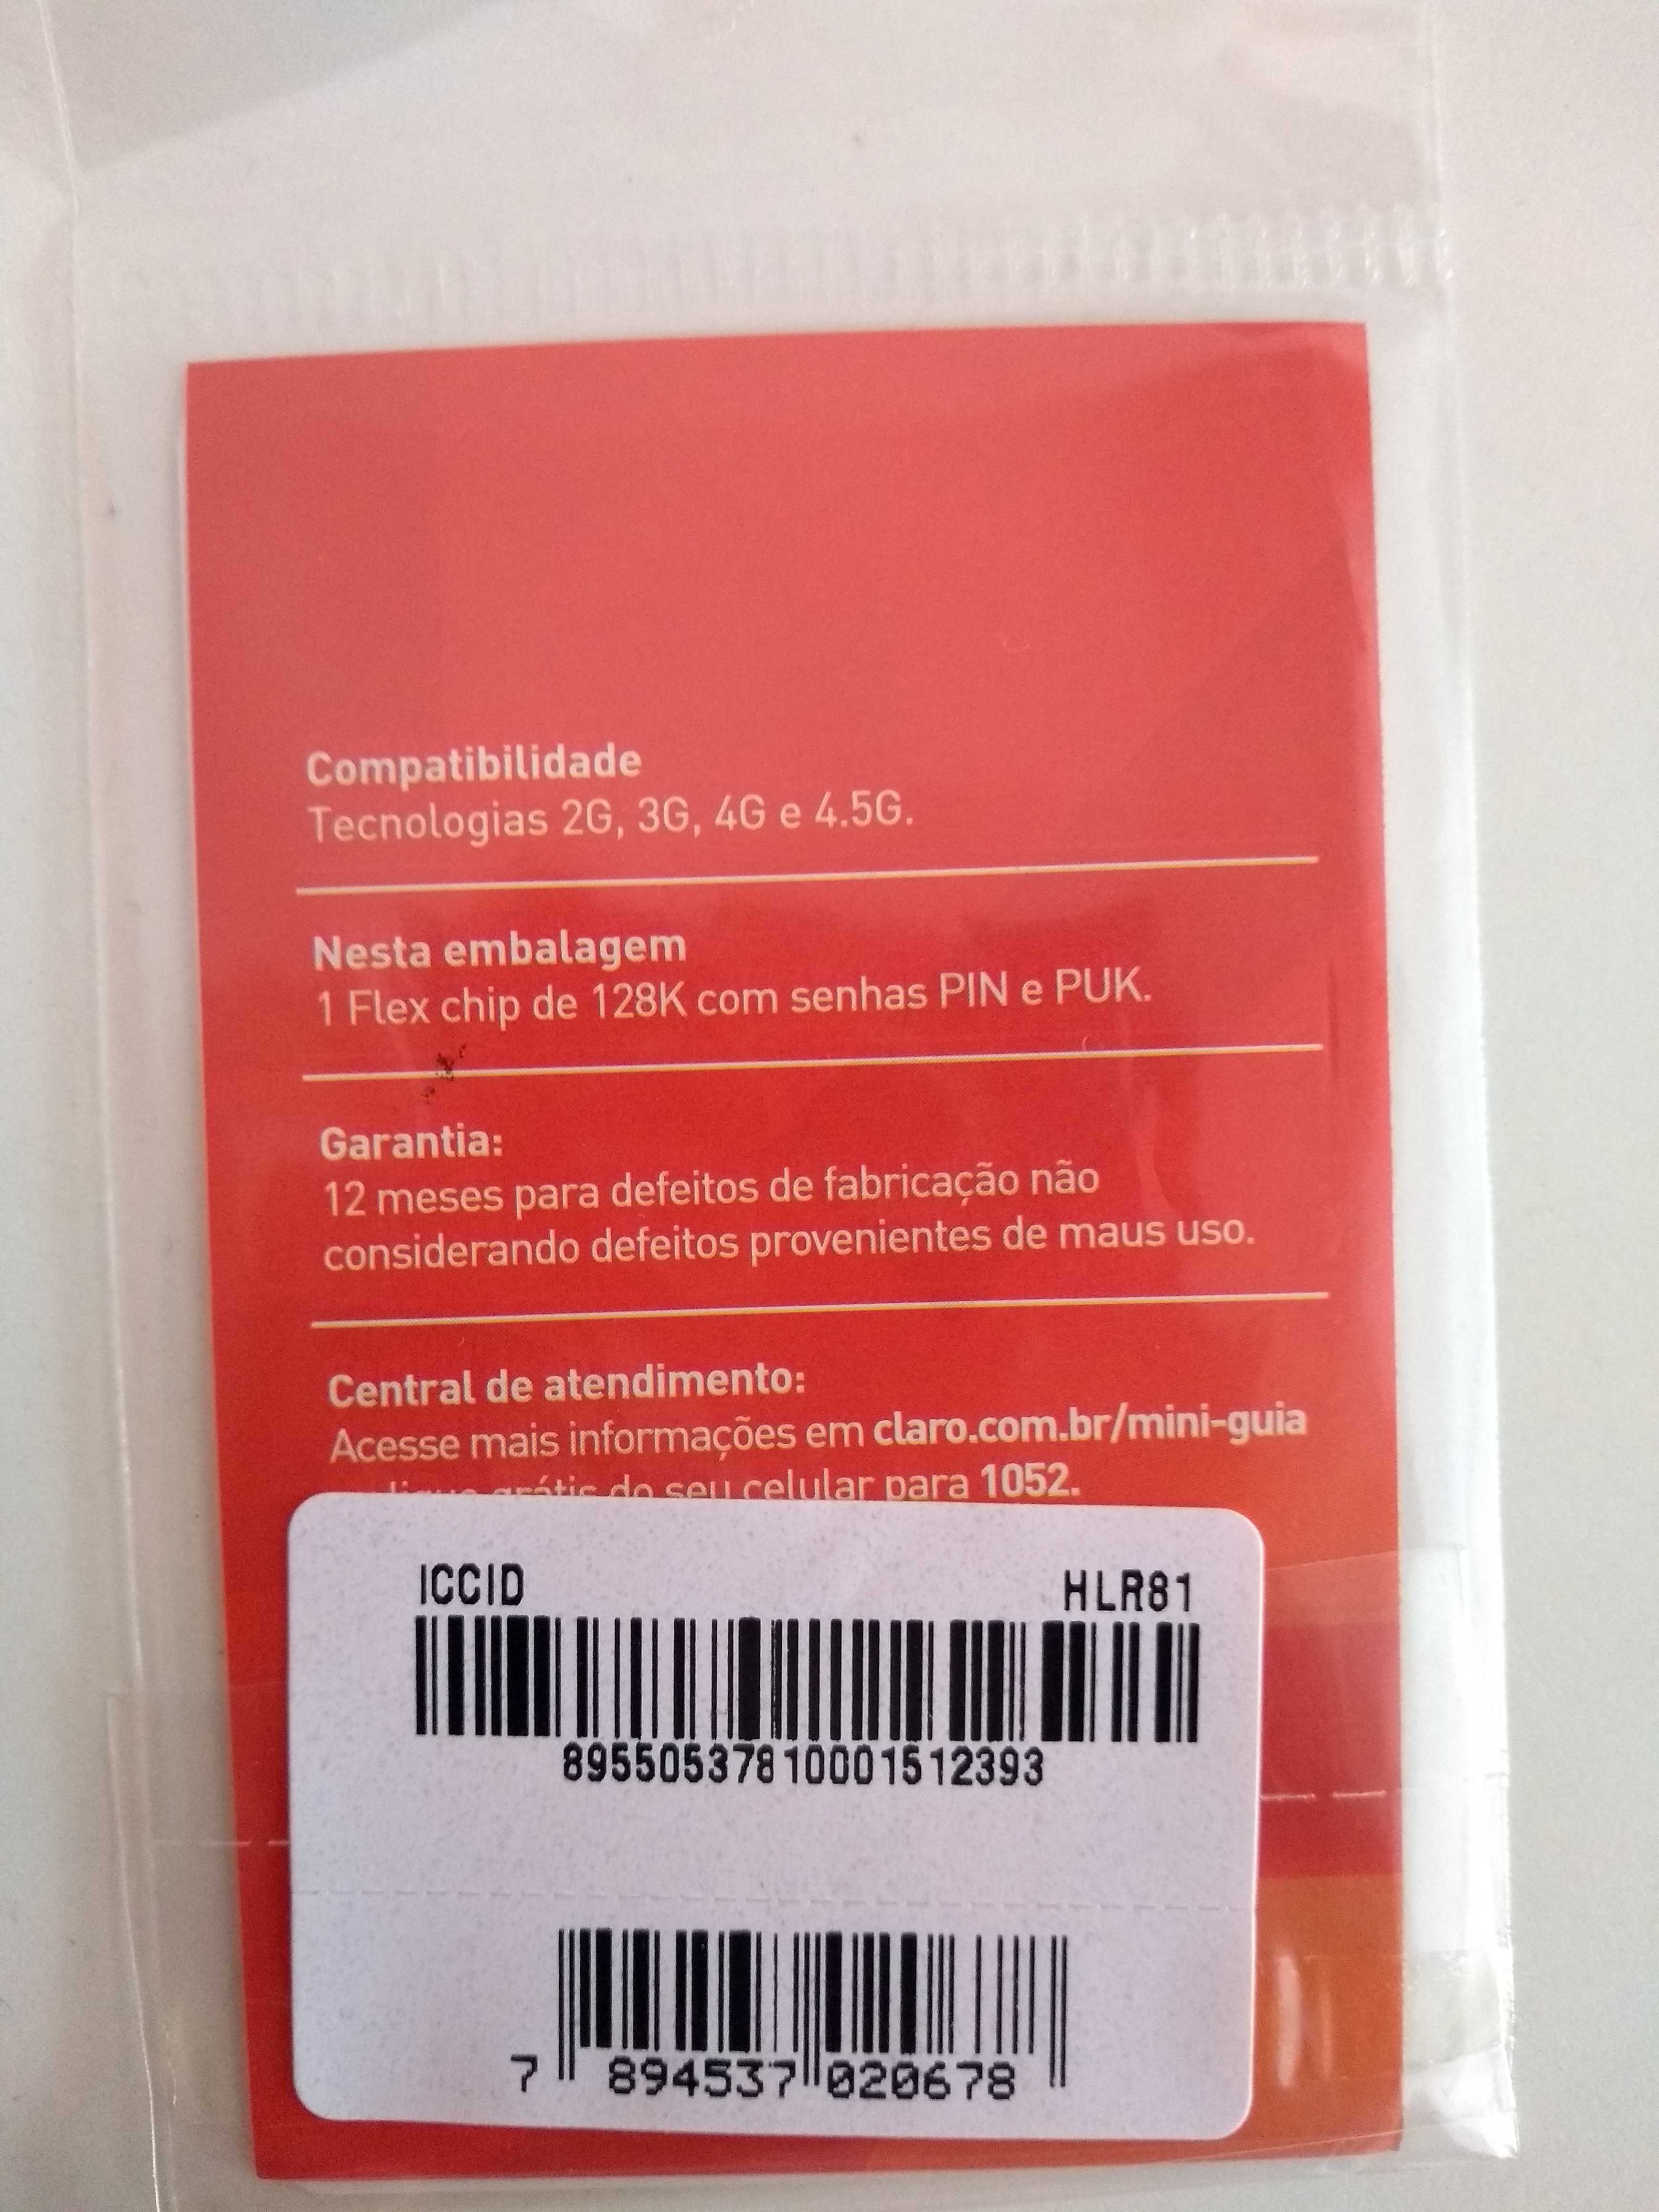 Compatibilidade
Tecnologias 2G, 3G, 4G e 4.5G.
Nesta embalagem
1 Flex chip de 128K com senhas PIN e PUK.
Garantia:
12 meses para defeitos de fabricação não
considerando defeitos provenientes de maus uso.
Central de atendimento:
Acesse mais informações em claro.com.br/mini-guia
ligue grátis do seu celular para 1052.
ICCID HLR81
89550537810001512393
7 894537 020678